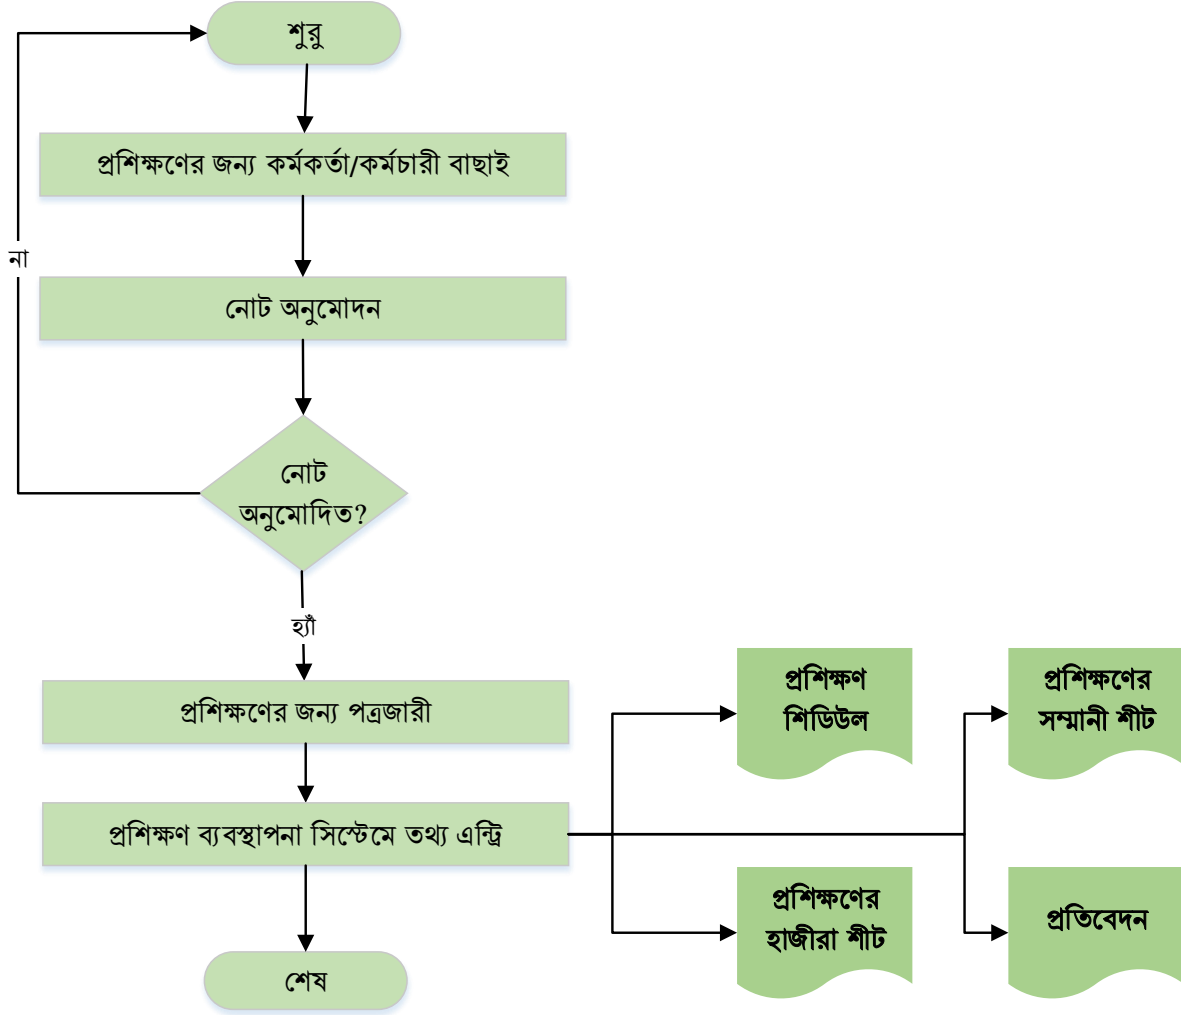 শুরু
প্রশিক্ষণের জন্য কর্মকর্তা/কর্মচারী বাছাই
না
নোট অনুমোদন
নোট
অনুমোদিত?
হ্যাঁ
প্রশিক্ষণের জন্য পত্রজারী
প্রশিক্ষণ ব্যবস্থাপনা সিস্টেমে তথ্য এন্ট্রি
শেষ
প্রশিক্ষণ
শিডিউল
প্রশিক্ষণের
সম্মানী শীট
প্রশিক্ষণের
হাজীরা শীট
প্রতিবেদন